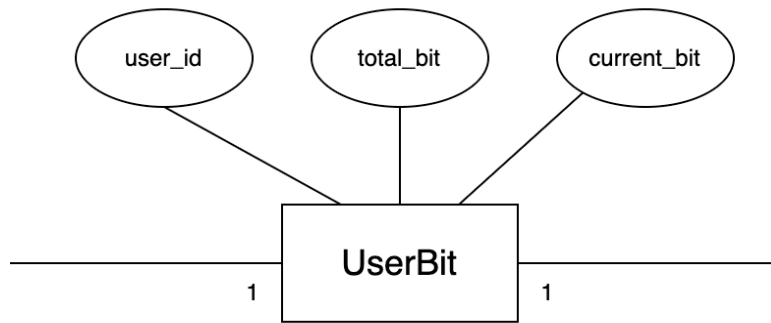 user_id
total_bit
current_bit
UserBit
1
1